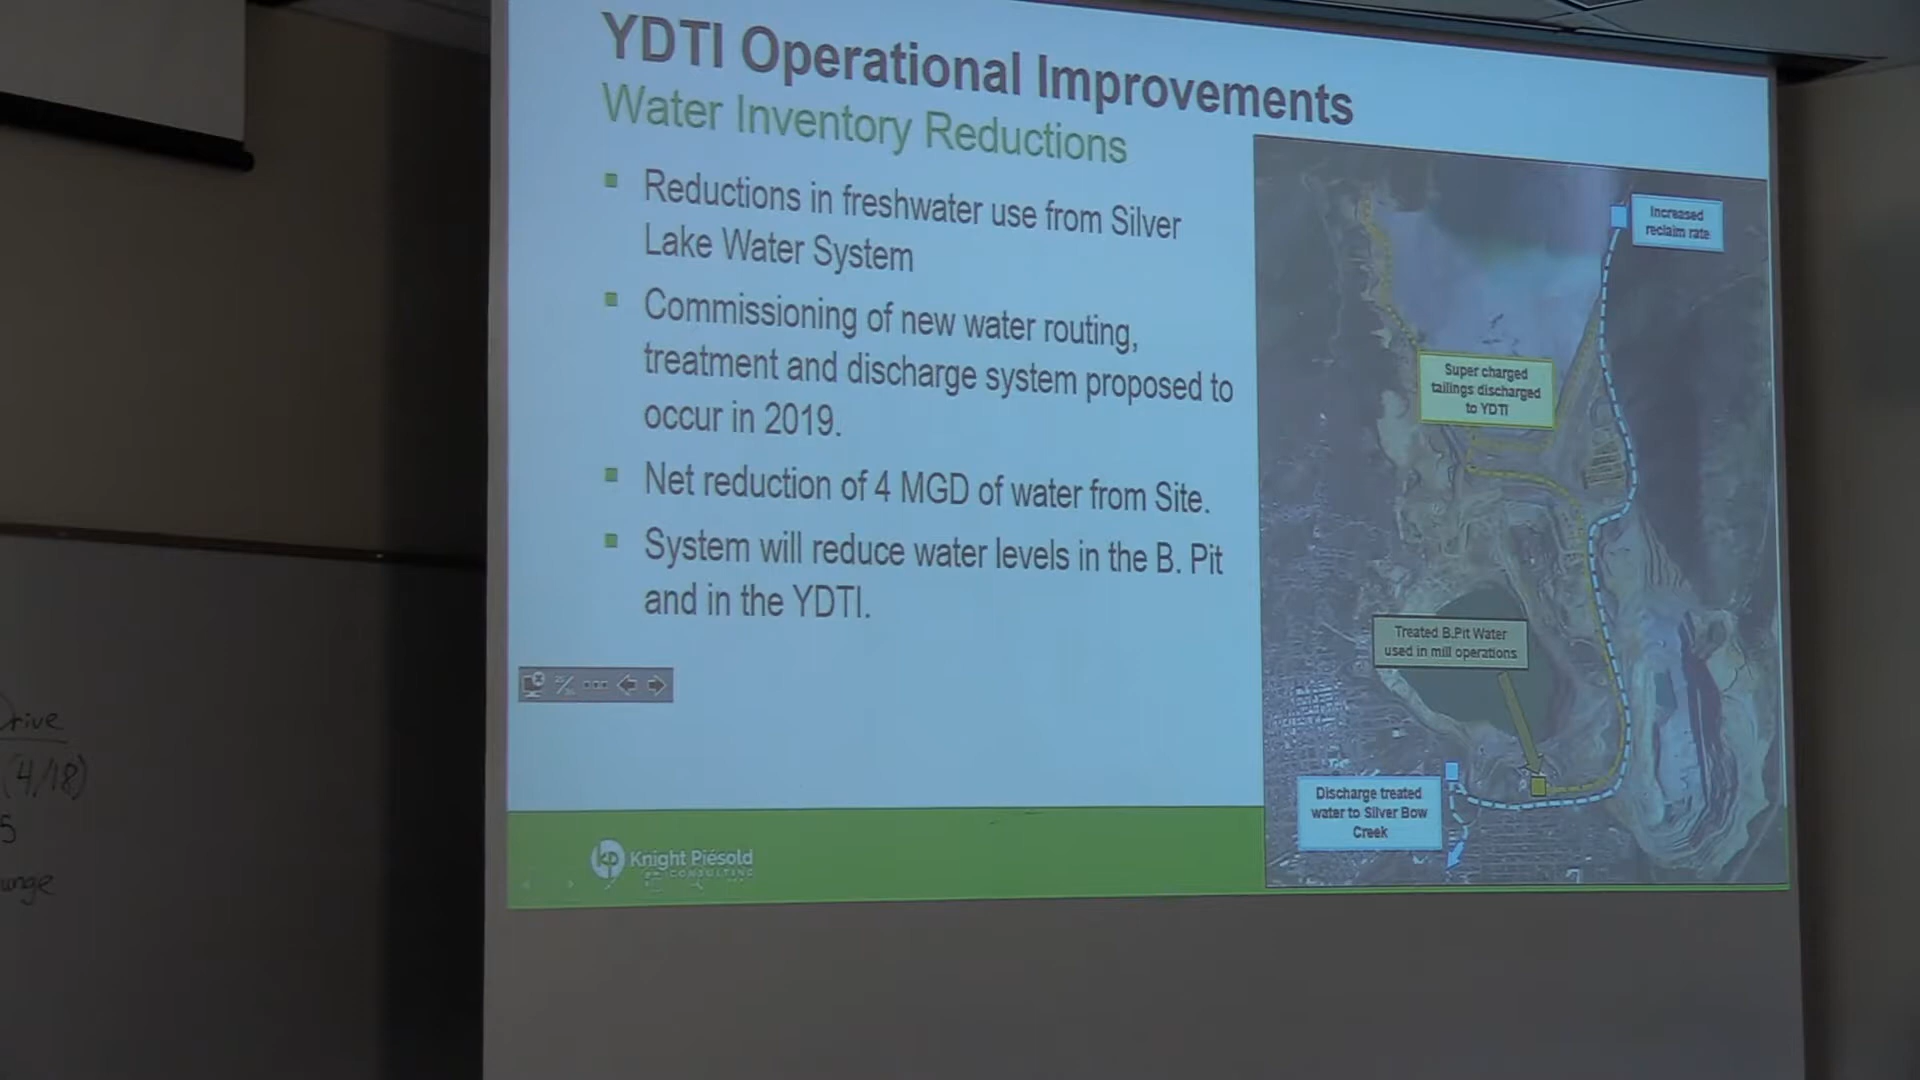 YDTI Operational Improvements
Water Inventory Reductions
Reductions in freshwater use from Silver
Lake Water System
Commissioning of new water routing,
treatment and discharge system proposed to
occur in 2019.
Net reduction of 4 MGD of water from Site.
System will reduce water levels in the B. Pit
and in the YDTI.
Increased
reclaim rate
Super charged
tailings discharged
to YDTI
Treated B.Pit Water
used in mill operations
Discharge treated
water to Silver Bow
Creek
kp Knight Piésold
CONSULTING
Drive
(4/18)
5